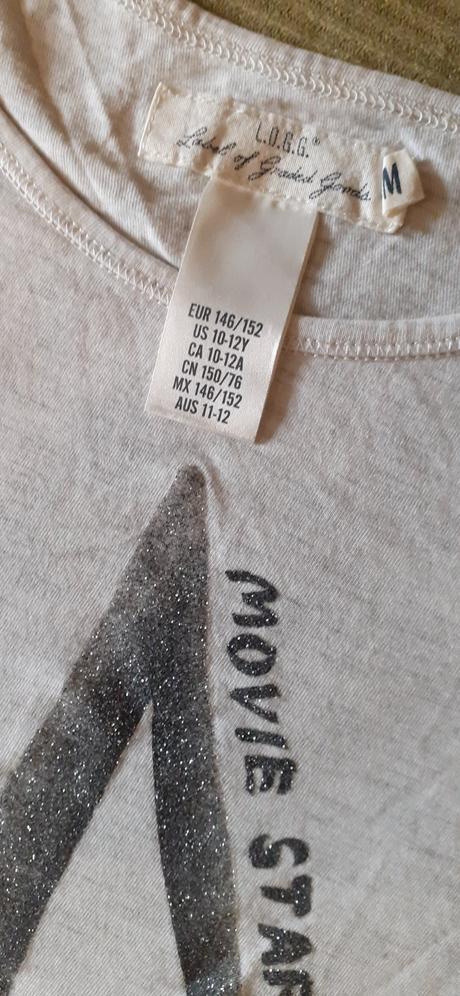 L.O.G.G.®
Label of Graded Goods
M
EUR 146/152
US 10-12Y
CA 10-12A
CN 150/76
MX 146/152
AUS 11-12
MOVIE STAR